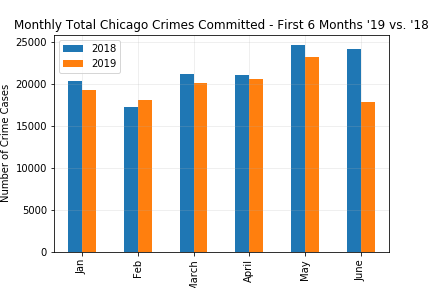 Monthly Total Chicago Crimes Committed - First 6 Months '19 vs. '18
2018
2019
Number of Crime Cases
25000
20000
15000
10000
5000
0
Jan
Feb
March
April
May
June